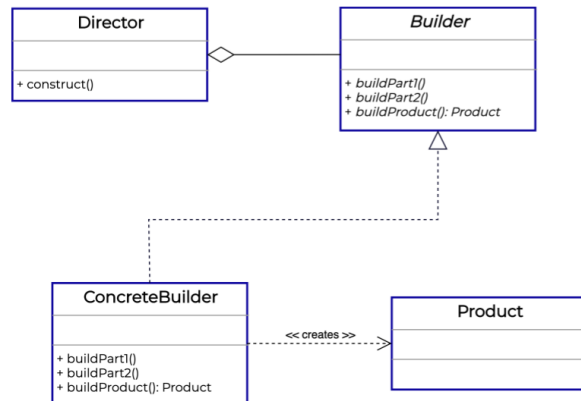 Director
+ construct()
Builder
+ buildPart1()
+ buildPart2()
+ buildProduct(): Product
ConcreteBuilder
+ buildPart1()
+ buildPart2()
+ buildProduct(): Product
<< creates >>
Product